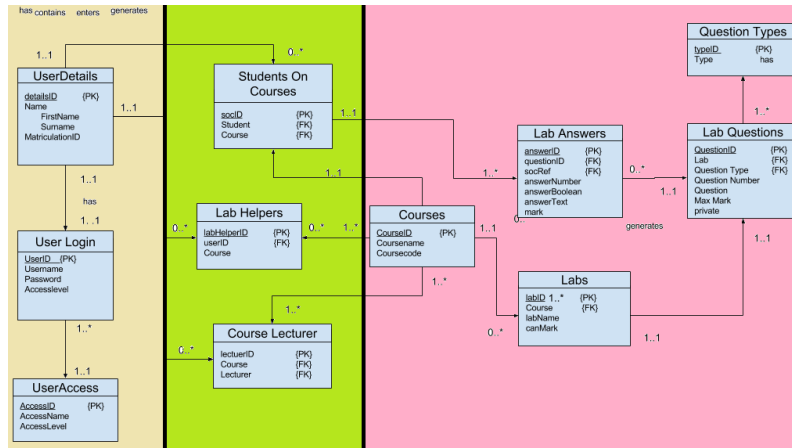 has contains enters generates
UserDetails
detailsID {PK}
Name
FirstName
Surname
MatriculationID
1..1
1..1
1..1
has
1..1
User Login
UserID {PK}
Username
Password
Accesslevel
1..*
1..1
UserAccess
AccessID {PK}
AccessName
AccessLevel
0..*
Students On
Courses
socID {PK}
Student {FK}
Course {FK}
1..1
1..1
0..*
Lab Helpers
labHelperID {PK}
userID {FK}
Course
0..*
1..*
1..*
Course Lecturer
lectuerID {PK}
Course {FK}
Lecturer {FK}
0..*
Courses
CourseID {PK}
Coursename
Coursecode
1..1
1..*
1..*
Lab Answers
answerID {PK}
questionID {FK}
socRef {FK}
answerNumber
answerBoolean
answerText
mark
0..*
1..1
0..
generates
Labs
labID 1..* {PK}
Course {FK}
labName
canMark
0..*
1..1
Question Types
typeID {PK}
Type has
1..*
Lab Questions
QuestionID {PK}
Lab {FK}
Question Type {FK}
Question Number
Question
Max Mark
private
1..1